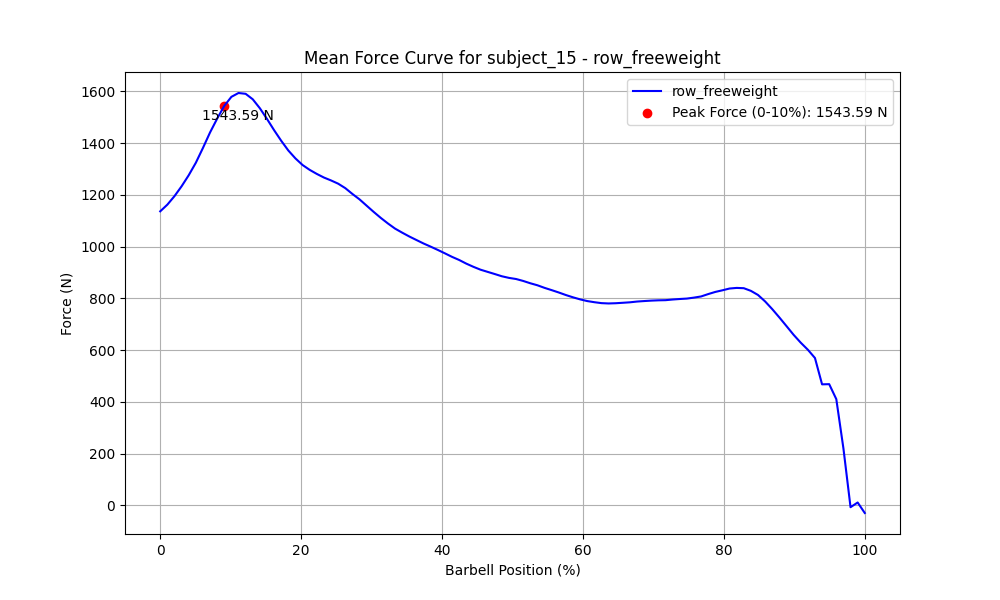 Mean Force Curve for subject_15 - row_freeweight
row_freeweight
Peak Force (0-10%): 1543.59 N
1543.59 N
Force (N)
1600
1400
1200
1000
800
600
400
200
0
0 20 40 60 80 100
Barbell Position (%)